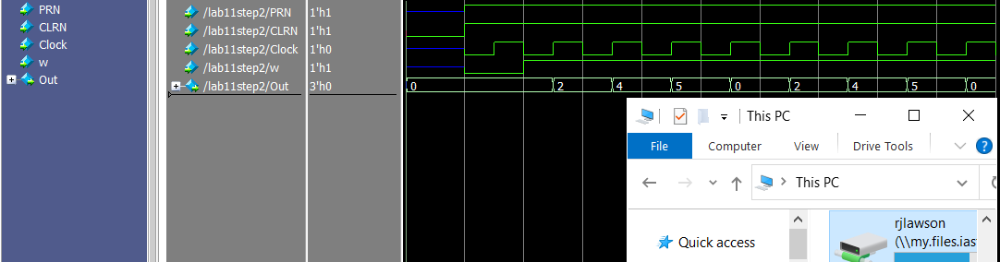 PRN
CLRN
Clock
w
Out
/lab11step2/PRN 1'h1
/lab11step2/CLRN 1'h1
/lab11step2/Clock 1'h0
/lab11step2/w 1'h1
/lab11step2/Out 3'h0
0 2 4 5 0 2 4 5 0
This PC
File Computer View Drive Tools
This PC
Quick access
rjlawson
(\\my.files.ias